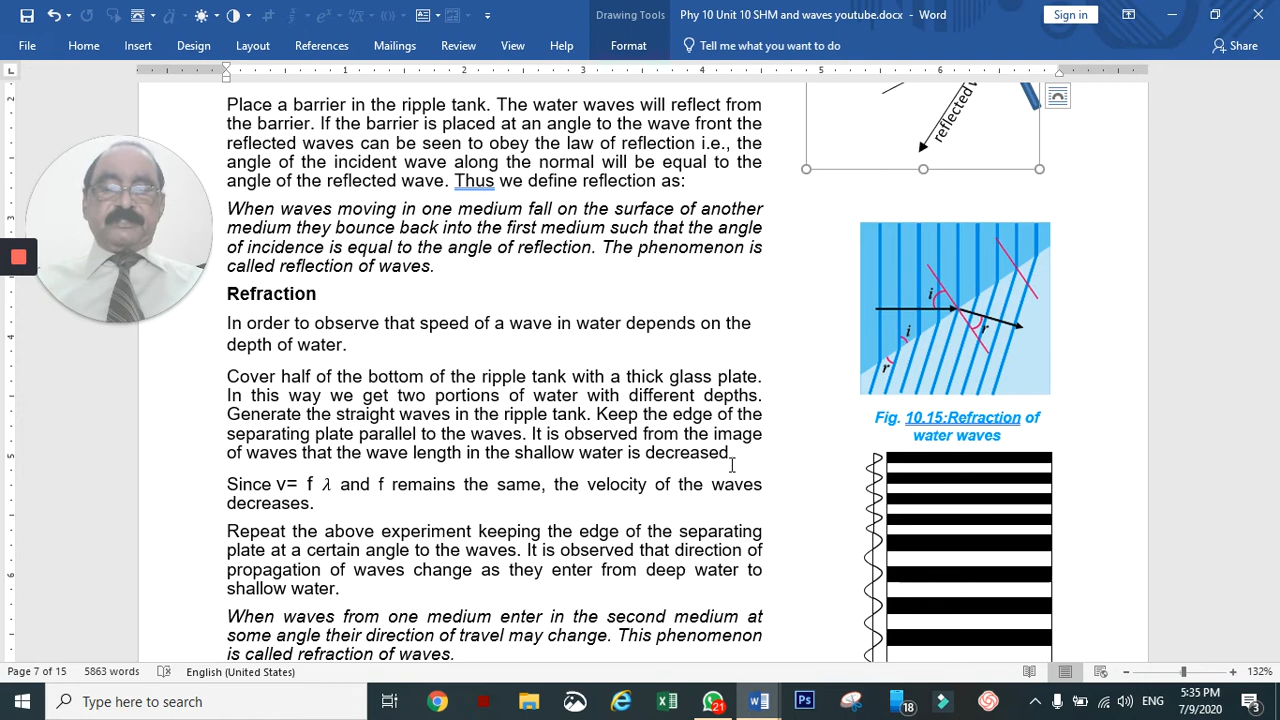 Drawing Tools
Phy 10 Unit 10 SHM and waves youtube.docx - Word
Sign in
File
Home
Insert
Design
Layout
References
Mailings
Review
View
Help
Format
Tell me what you want to do
Share
1
2
3
4
5
6
2
3
5
6
Place a barrier in the ripple tank. The water waves will reflect from
the barrier. If the barrier is placed at an angle to the wave front the
reflected waves can be seen to obey the law of reflection i.e., the
angle of the incident wave along the normal will be equal to the
angle of the reflected wave. Thus we define reflection as:
When waves moving in one medium fall on the surface of another
medium they bounce back into the first medium such that the angle
of incidence is equal to the angle of reflection. The phenomenon is
called reflection of waves.
Refraction
In order to observe that speed of a wave in water depends on the
depth of water.
Cover half of the bottom of the ripple tank with a thick glass plate.
In this way we get two portions of water with different depths.
Generate the straight waves in the ripple tank. Keep the edge of the
separating plate parallel to the waves. It is observed from the image
of waves that the wave length in the shallow water is decreased.
Since v= f λ and f remains the same, the velocity of the waves
decreases.
Repeat the above experiment keeping the edge of the separating
plate at a certain angle to the waves. It is observed that direction of
propagation of waves change as they enter from deep water to
shallow water.
When waves from one medium enter in the second medium at
some angle their direction of travel may change. This phenomenon
is called refraction of waves.
reflected
i
r
i
r
Fig. 10.15:Refraction of
water waves
Page 7 of 15
5863 words
English (United States)
132%
Type here to search
21
Ps
18
ENG
5:35 PM
7/9/2020
3